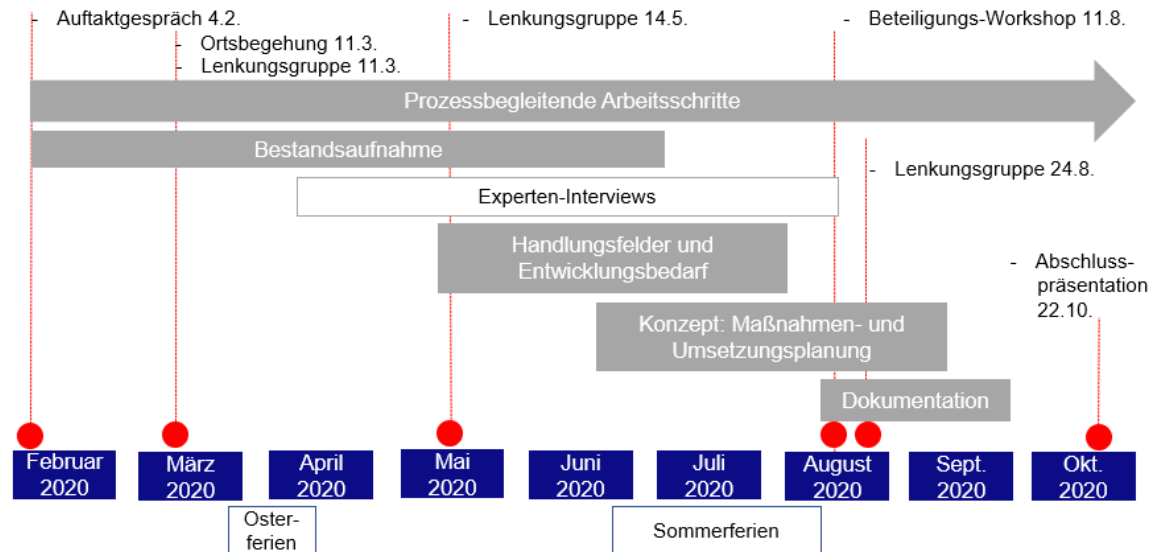 - Auftaktgespräch 4.2.
- Ortsbegehung 11.3.
- Lenkungsgruppe 11.3.
- Lenkungsgruppe 14.5.
- Beteiligungs-Workshop 11.8.
Prozessbegleitende Arbeitsschritte
Bestandsaufnahme
- Lenkungsgruppe 24.8.
Experten-Interviews
Handlungsfelder und
Entwicklungsbedarf
- Abschluss-
präsentation
22.10.
Konzept: Maßnahmen- und
Umsetzungsplanung
Dokumentation
Februar
2020
März
2020
April
2020
Mai
2020
Juni
2020
Juli
2020
August
2020
Sept.
2020
Okt.
2020
Oster-
ferien
Sommerferien